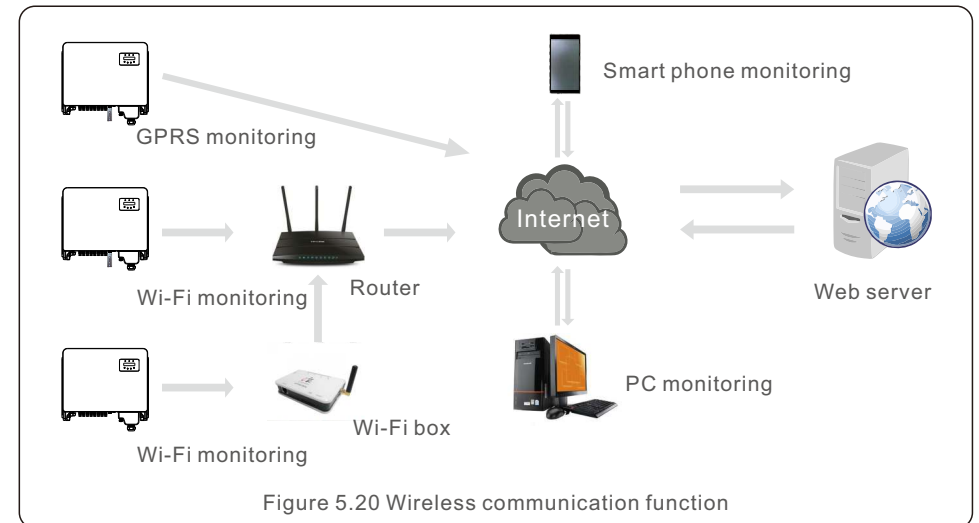 Smart phone monitoring
GPRS monitoring
Internet
Wi-Fi monitoring
Router
Web server
PC monitoring
Wi-Fi box
Wi-Fi monitoring
Figure 5.20 Wireless communication function